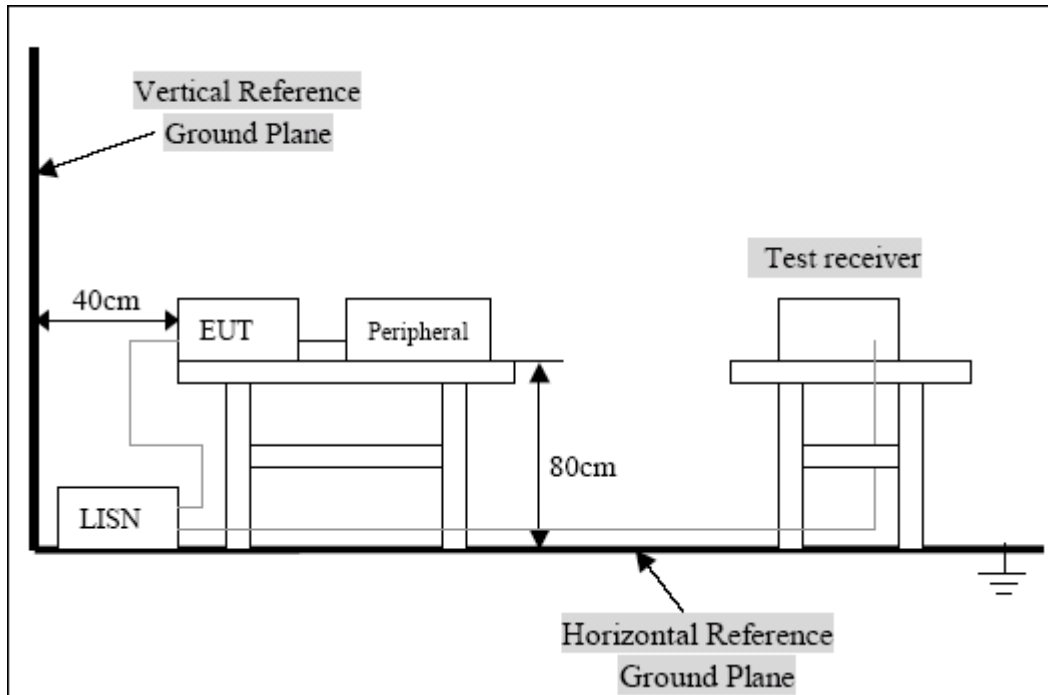 Vertical Reference
Ground Plane
Test receiver
40cm
EUT
Peripheral
80cm
LISN
Horizontal Reference
Ground Plane